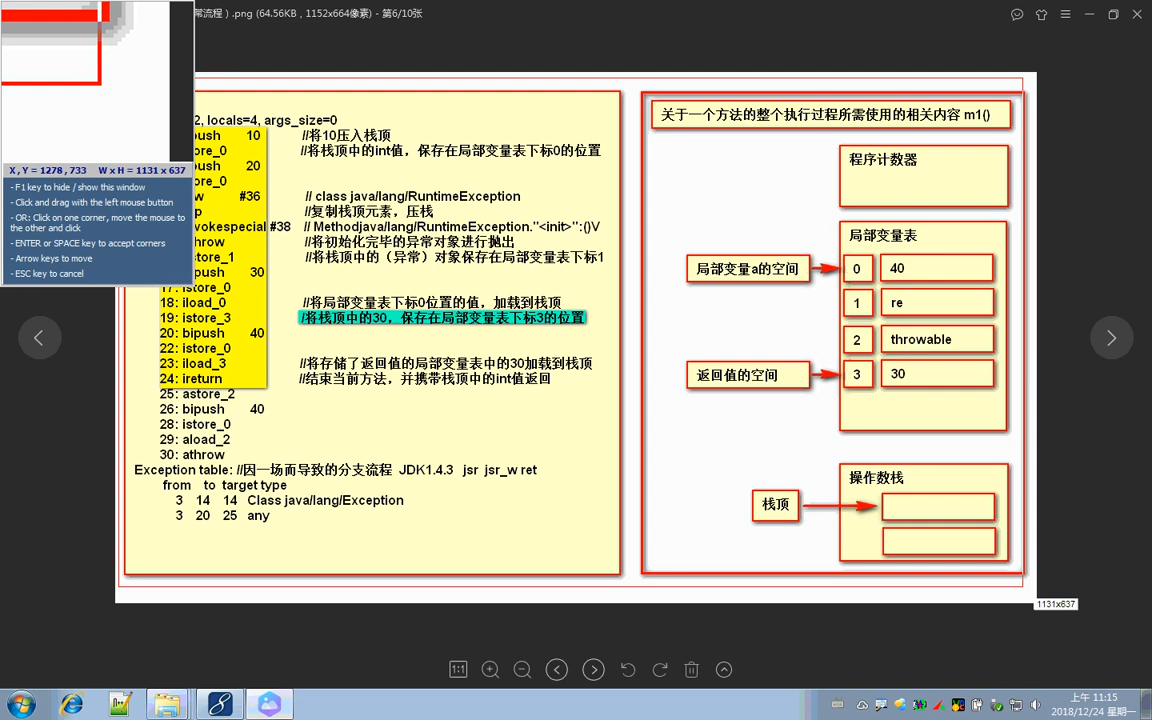 常流程）.png (64.56KB , 1152x664像素) - 第6/10张
X , Y = 1278 , 733 W x H = 1131 x 637
- F1 key to hide / show this window
- Click and drag with the left mouse button
- OR: Click on one corner, move the mouse to
the other and click
- ENTER or SPACE key to accept corners
- Arrow keys to move
- ESC key to cancel
2, locals=4, args_size=0
push 10 //将10压入栈顶
tore_0 //将栈顶中的int值，保存在局部变量表下标0的位置
push 20
ore_0
w #36 // class java/lang/RuntimeException
p //复制栈顶元素，压栈
vokespecial #38 // Methodjava/lang/RuntimeException."<init>":()V
hrow //将初始化完毕的异常对象进行抛出
store_1 //将栈顶中的（异常）对象保存在局部变量表下标1
ipush 30
17: istore_0
18: iload_0 //将局部变量表下标0位置的值，加载到栈顶
19: istore_3 /将栈顶中的30，保存在局部变量表下标3的位置
20: bipush 40
22: istore_0
23: iload_3 //将存储了返回值的局部变量表中的30加载到栈顶
24: ireturn //结束当前方法，并携带栈顶中的int值返回
25: astore_2
26: bipush 40
28: istore_0
29: aload_2
30: athrow
Exception table: //因一场而导致的分支流程 JDK1.4.3 jsr jsr_w ret
from to target type
3 14 14 Class java/lang/Exception
3 20 25 any
关于一个方法的整个执行过程所需使用的相关内容 m1()
程序计数器
局部变量表
局部变量a的空间 0 40
1 re
2 throwable
返回值的空间 3 30
操作数栈
栈顶
1131x637
1:1
上午 11:15
2018/12/24 星期一